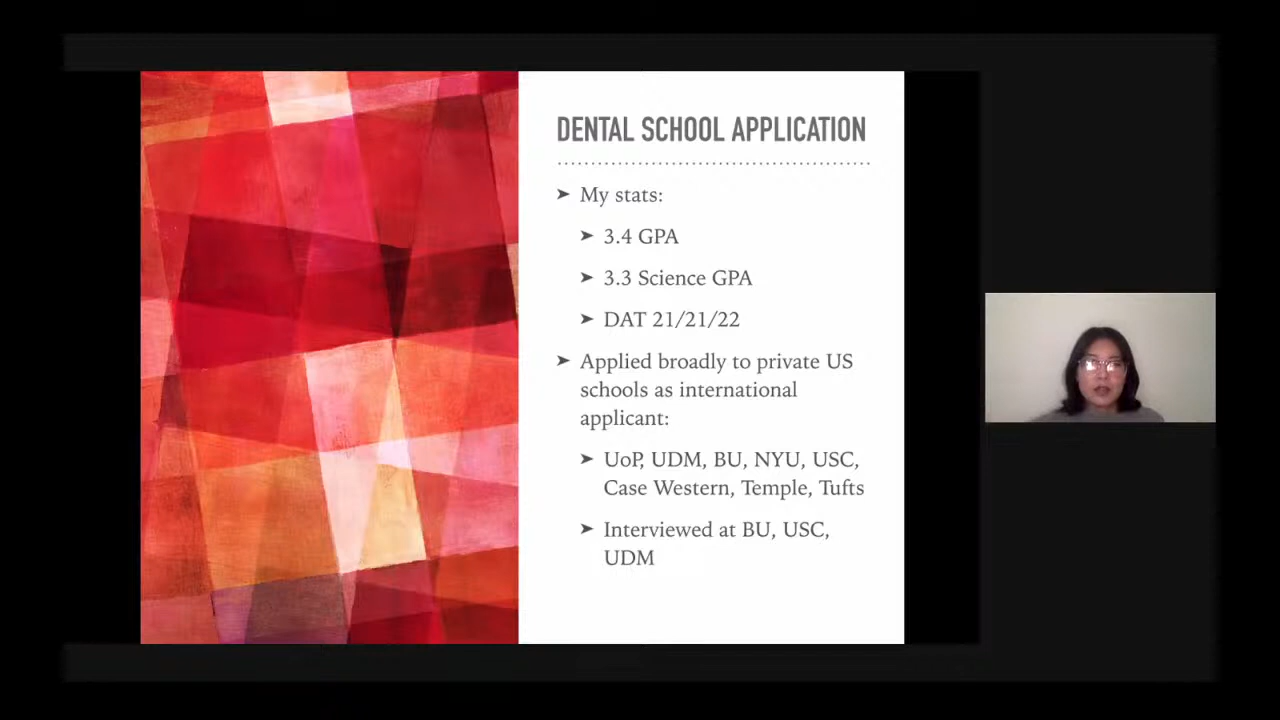 DENTAL SCHOOL APPLICATION
➤ My stats:
➤ 3.4 GPA
➤ 3.3 Science GPA
➤ DAT 21/21/22
➤ Applied broadly to private US
schools as international
applicant:
➤ UoP, UDM, BU, NYU, USC,
Case Western, Temple, Tufts
➤ Interviewed at BU, USC,
UDM